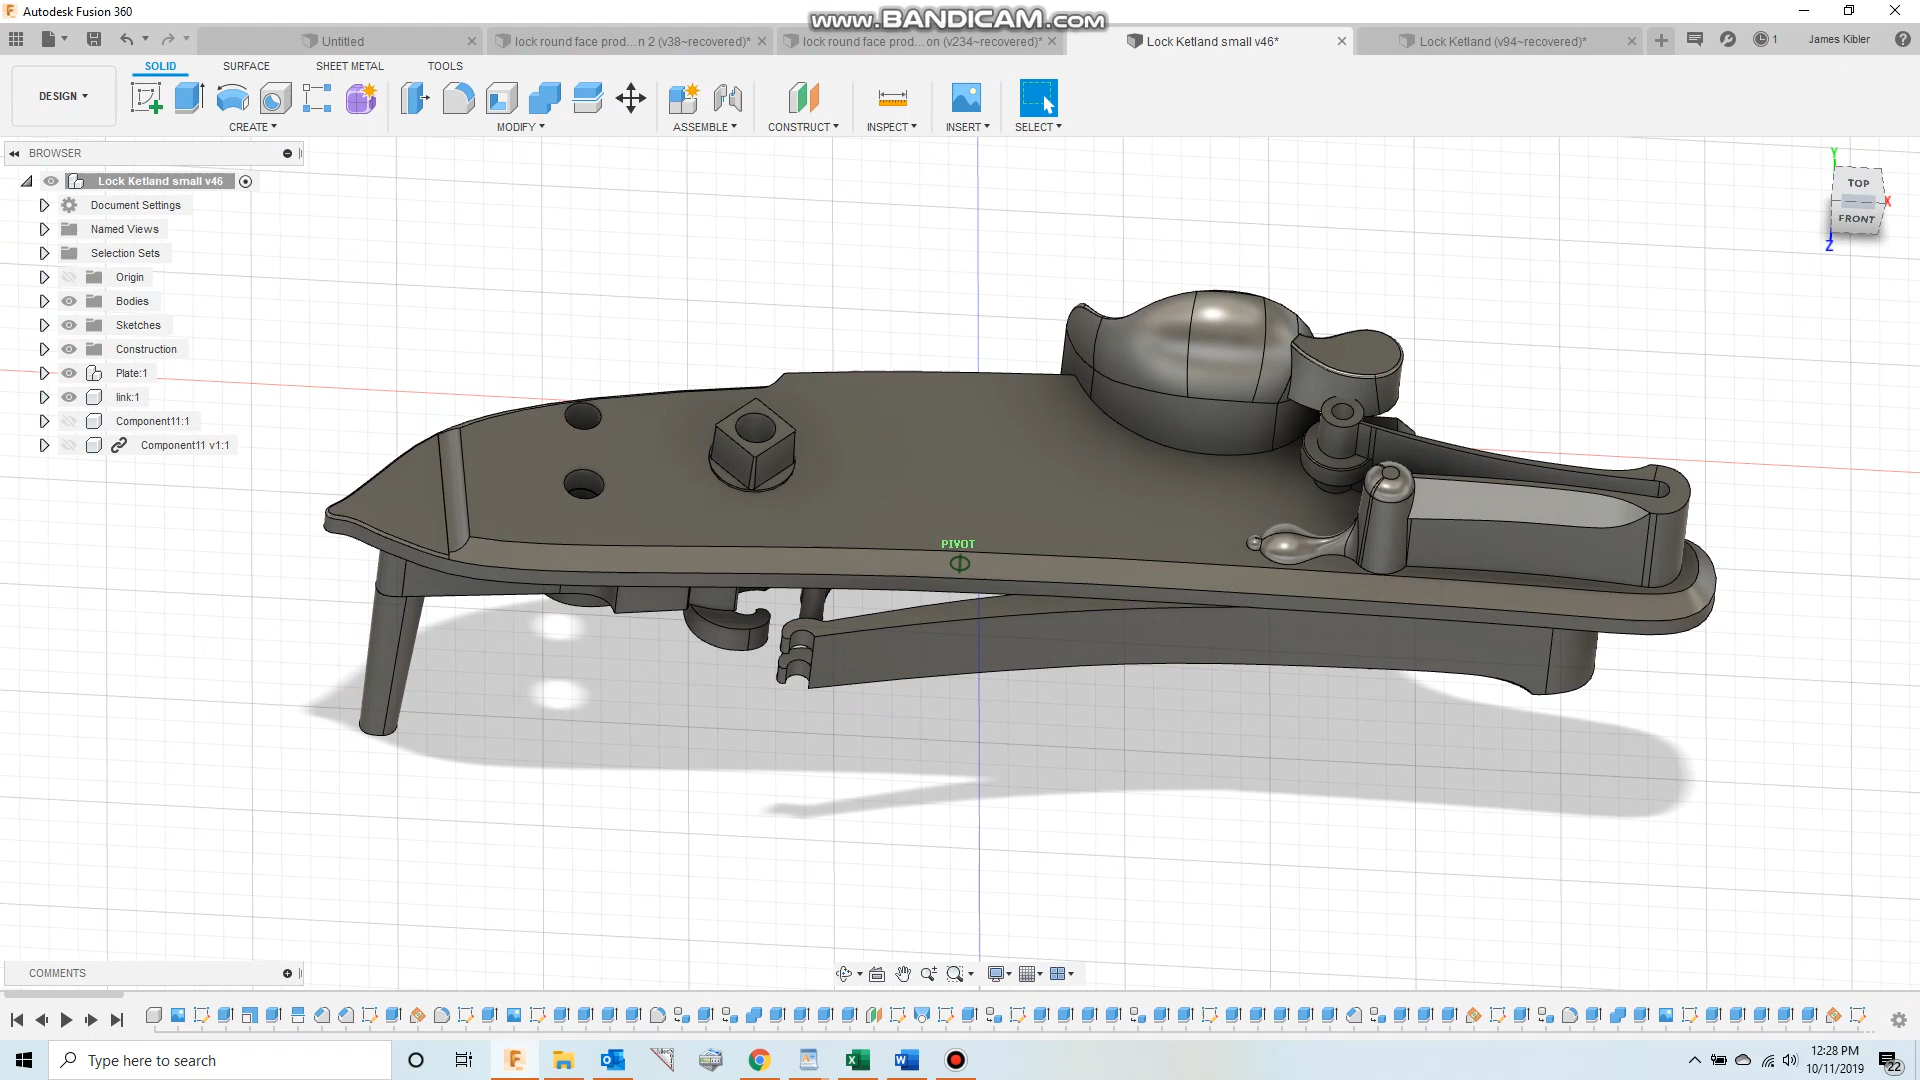 Autodesk Fusion 360
www.BANDICAM.com
Untitled
lock round face prod...n 2 (v38~recovered)*
lock round face prod...on (v234~recovered)*
Lock Ketland small v46*
Lock Ketland (v94~recovered)*
1
James Kibler
SOLID
SURFACE
SHEET METAL
TOOLS
DESIGN
CREATE
MODIFY
ASSEMBLE
CONSTRUCT
INSPECT
INSERT
SELECT
BROWSER
Lock Ketland small v46
Document Settings
Named Views
Selection Sets
Origin
Bodies
Sketches
Construction
Plate:1
link:1
Component11:1
Component11 v1:1
Y
TOP
X
FRONT
Z
PIVOT
COMMENTS
Type here to search
12:28 PM
10/11/2019
22